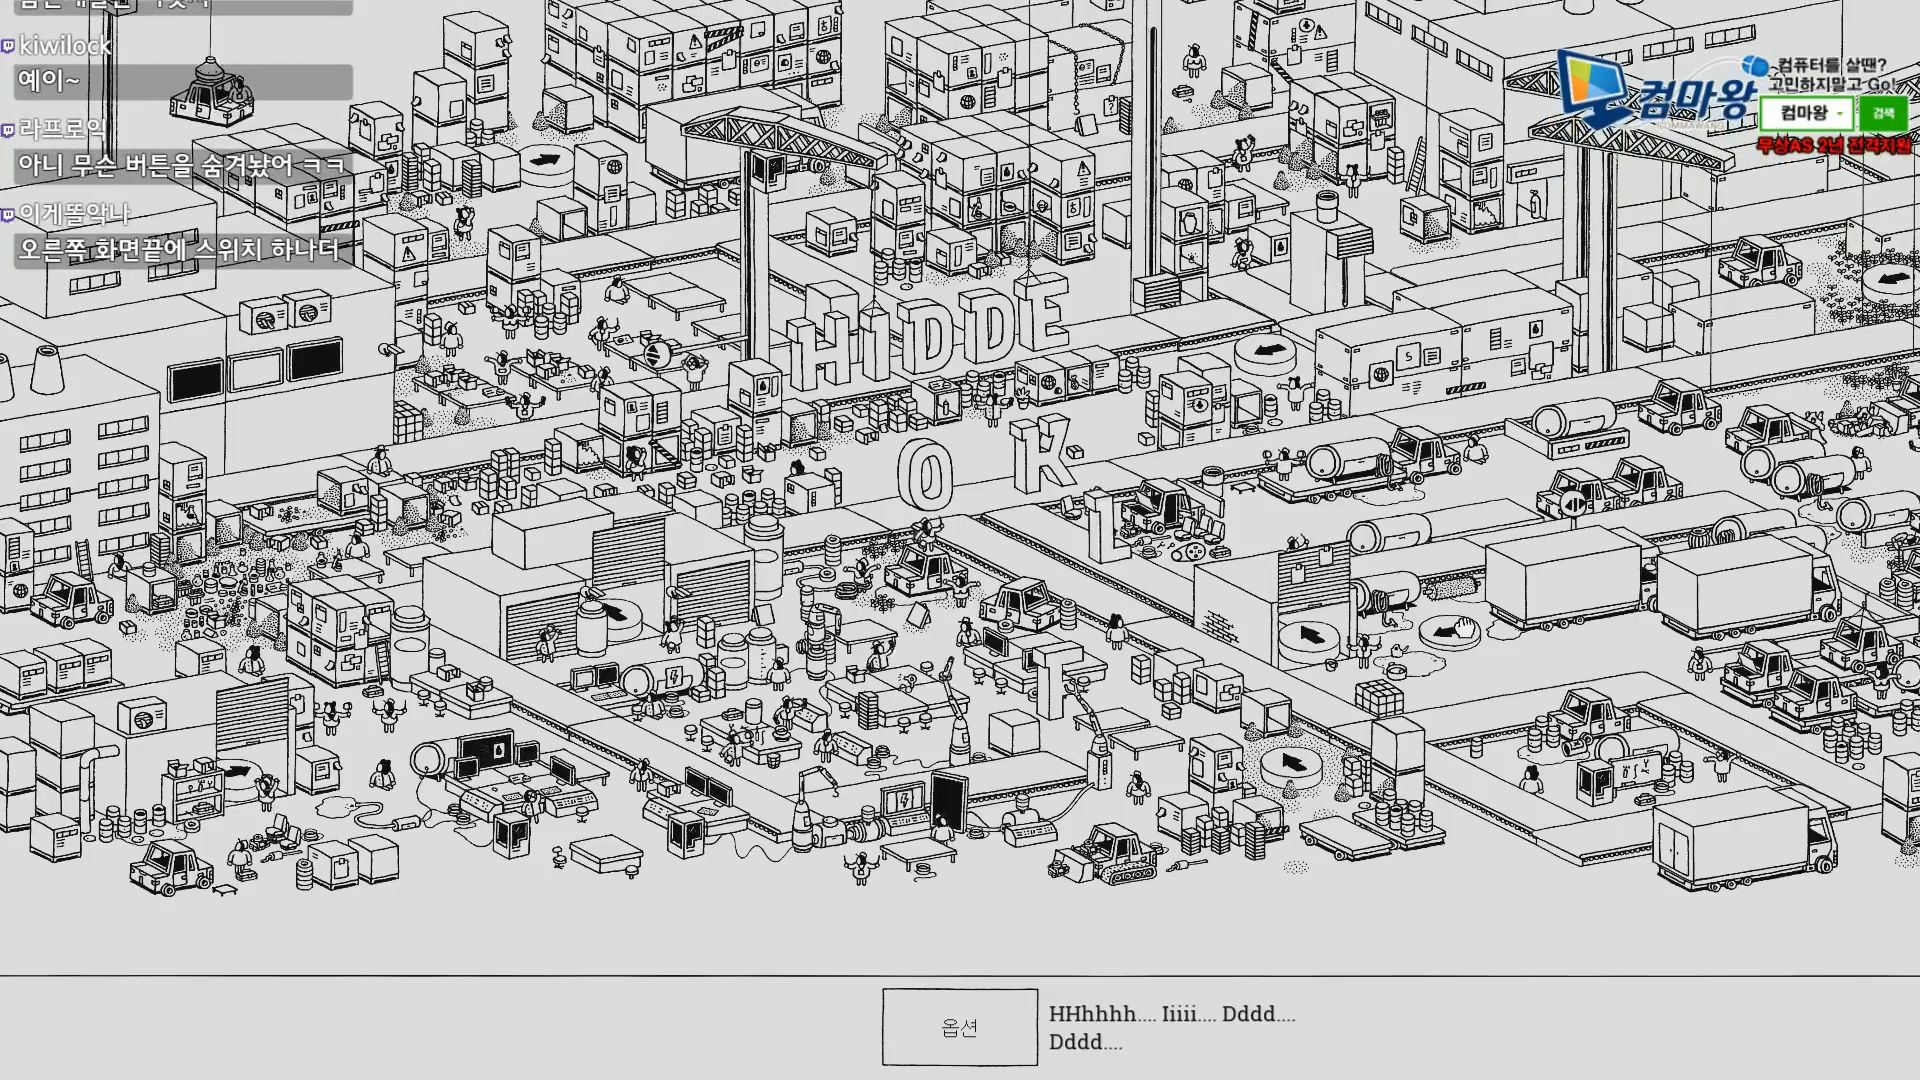 kiwilock
예이~
라프로익
아니 무슨 버튼을 숨겨놨어 ㅋㅋ
이게똘악나
오른쪽 화면끝에 스위치 하나더
컴마왕
컴퓨터를 살땐?
고민하지말고 Go!
컴마왕
검색
무상AS 2년 전격지원
HIDDE
O K
L
F
옵션
HHhhhh.... Iiiii.... Dddd....
Dddd....